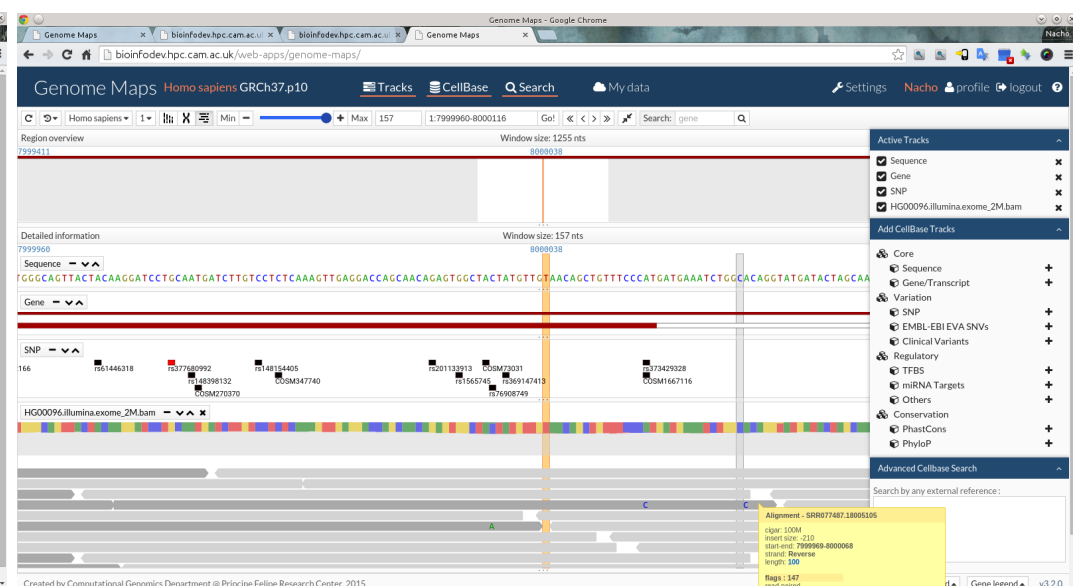 Genome Maps - Google Chrome
Genome Maps
bioinfodev.hpc.cam.ac.uk
bioinfodev.hpc.cam.ac.uk
Genome Maps
Nacho
bioinfodev.hpc.cam.ac.uk/web-apps/genome-maps/
Genome Maps Homo sapiens GRCh37.p10 Tracks CellBase Search My data Settings Nacho profile logout
Homo sapiens 1 Min Max 157 1:7999960-8000116 Go! Search: gene
Region overview Window size: 1255 nts
7999411 8000038
Detailed information Window size: 157 nts
7999960 8000038
Sequence
TGGGCAGTTACTACAAGGATCCTGCAATGATCTTGTCCTCTCAAAGTTGAGGACCAGCAACAGAGTGGCTACTATGTTGTAACAGCTGTTTCCCATGATGAAATCTGGCACAGGTATGATACTAGCAA
Gene
SNP
166 rs61446318 rs377680992 rs148154405 rs201133913 COSM73031 rs373429328
rs148398132 COSM347740 rs1565745 rs369147413 COSM1667116
COSM270370 rs76908749
HG00096.illumina.exome_2M.bam
C C
A
Active Tracks
Sequence
Gene
SNP
HG00096.illumina.exome_2M.bam
Add CellBase Tracks
Core
Sequence
Gene/Transcript
Variation
SNP
EMBL-EBI EVA SNVs
Clinical Variants
Regulatory
TFBS
miRNA Targets
Others
Conservation
PhastCons
PhyloP
Advanced Cellbase Search
Search by any external reference :
Alignment - SRR077487.18005105
cigar: 100M
insert size: -210
start-end: 7999969-8000068
strand: Reverse
length: 100
flags : 147
read paired
Created by Computational Genomics Department @ Principe Felipe Research Center, 2015
Gene legend v3.2.0